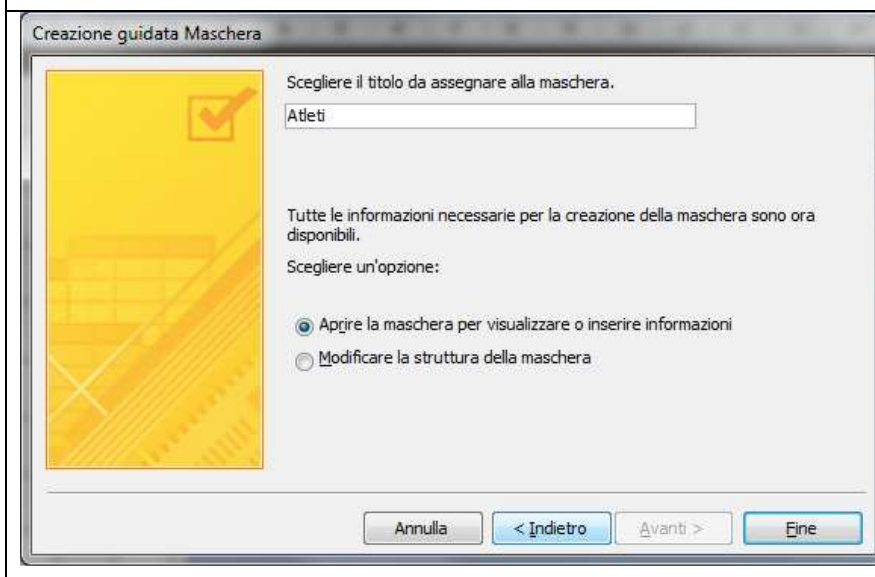 Creazione guidata Maschera
Scegliere il titolo da assegnare alla maschera.
Atleti
Tutte le informazioni necessarie per la creazione della maschera sono ora
disponibili.
Scegliere un'opzione:
Aprire la maschera per visualizzare o inserire informazioni
Modificare la struttura della maschera
Annulla
< Indietro
Avanti >
Fine